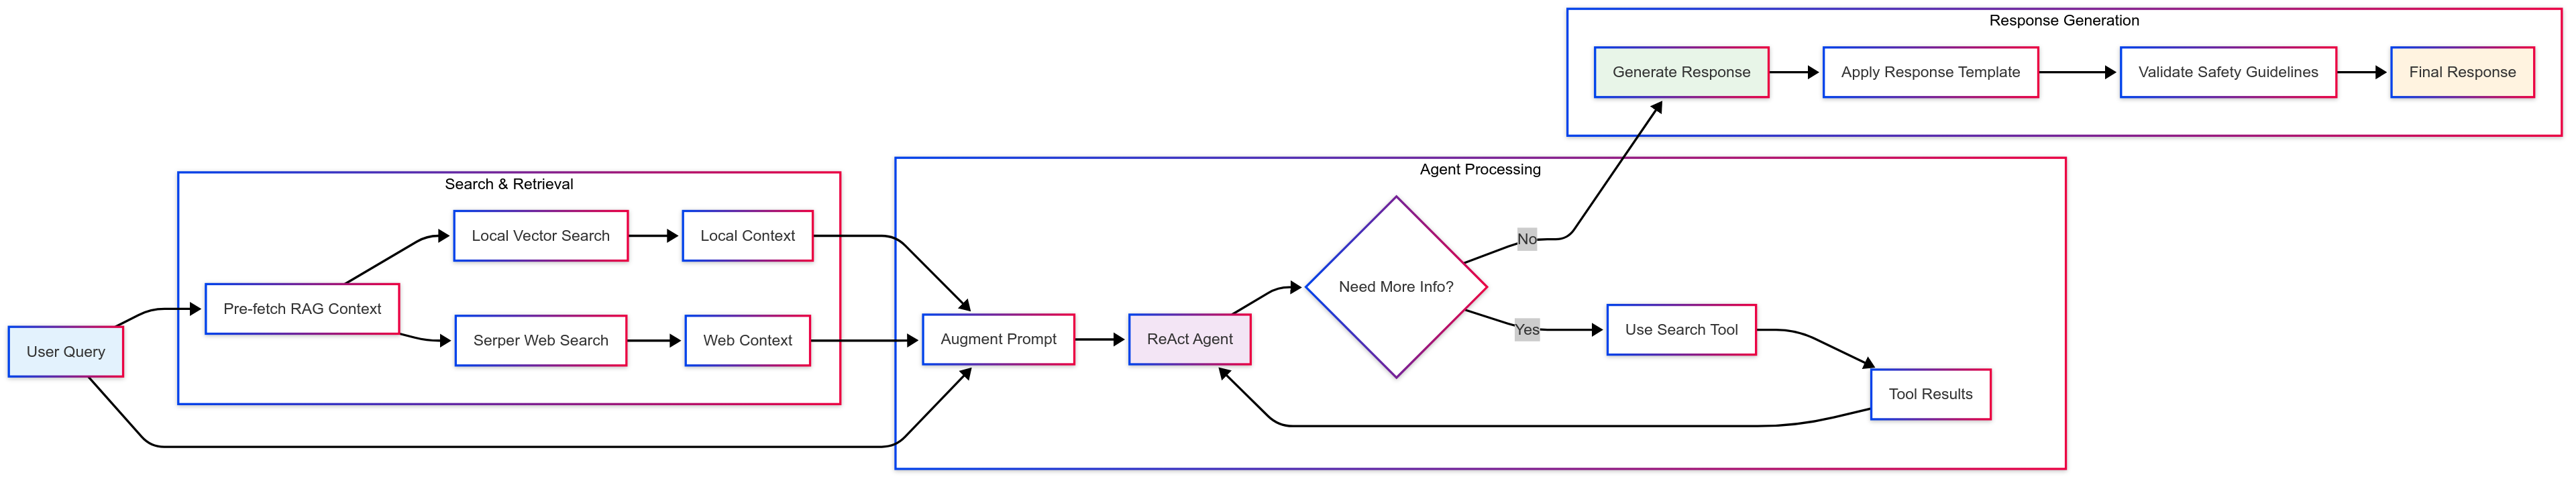 Response Generation
Generate Response
Apply Response Template
Validate Safety Guidelines
Final Response
Agent Processing
Search & Retrieval
Local Vector Search
Local Context
No
Need More Info?
Pre-fetch RAG Context
Yes
Use Search Tool
Serper Web Search
Web Context
Augment Prompt
ReAct Agent
User Query
Tool Results